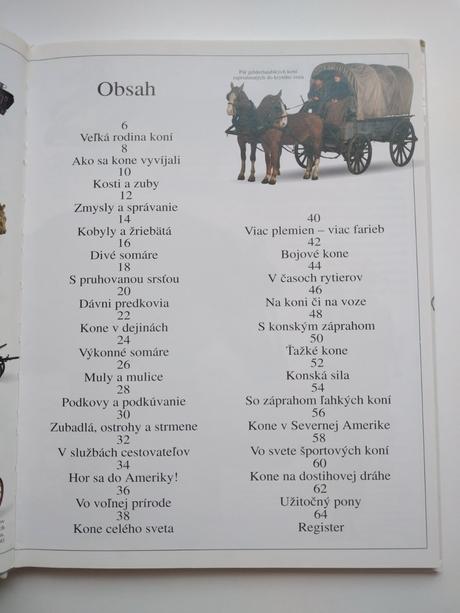 Obsah
Pár gelderlandských koní
zapriahnutých do krytého voza
6
Veľká rodina koní
8
Ako sa kone vyvíjali
10
Kosti a zuby
12
Zmysly a správanie
14
Kobyly a žriebätá
16
Divé somáre
18
S pruhovanou srsťou
20
Dávni predkovia
22
Kone v dejinách
24
Výkonné somáre
26
Muly a mulice
28
Podkovy a podkúvanie
30
Zubadlá, ostrohy a strmene
32
V službách cestovateľov
34
Hor sa do Ameriky!
36
Vo voľnej prírode
38
Kone celého sveta
40
Viac plemien – viac farieb
42
Bojové kone
44
V časoch rytierov
46
Na koni či na voze
48
S konským záprahom
50
Ťažké kone
52
Konská sila
54
So záprahom ľahkých koní
56
Kone v Severnej Amerike
58
Vo svete športových koní
60
Kone na dostihovej dráhe
62
Užitočný pony
64
Register